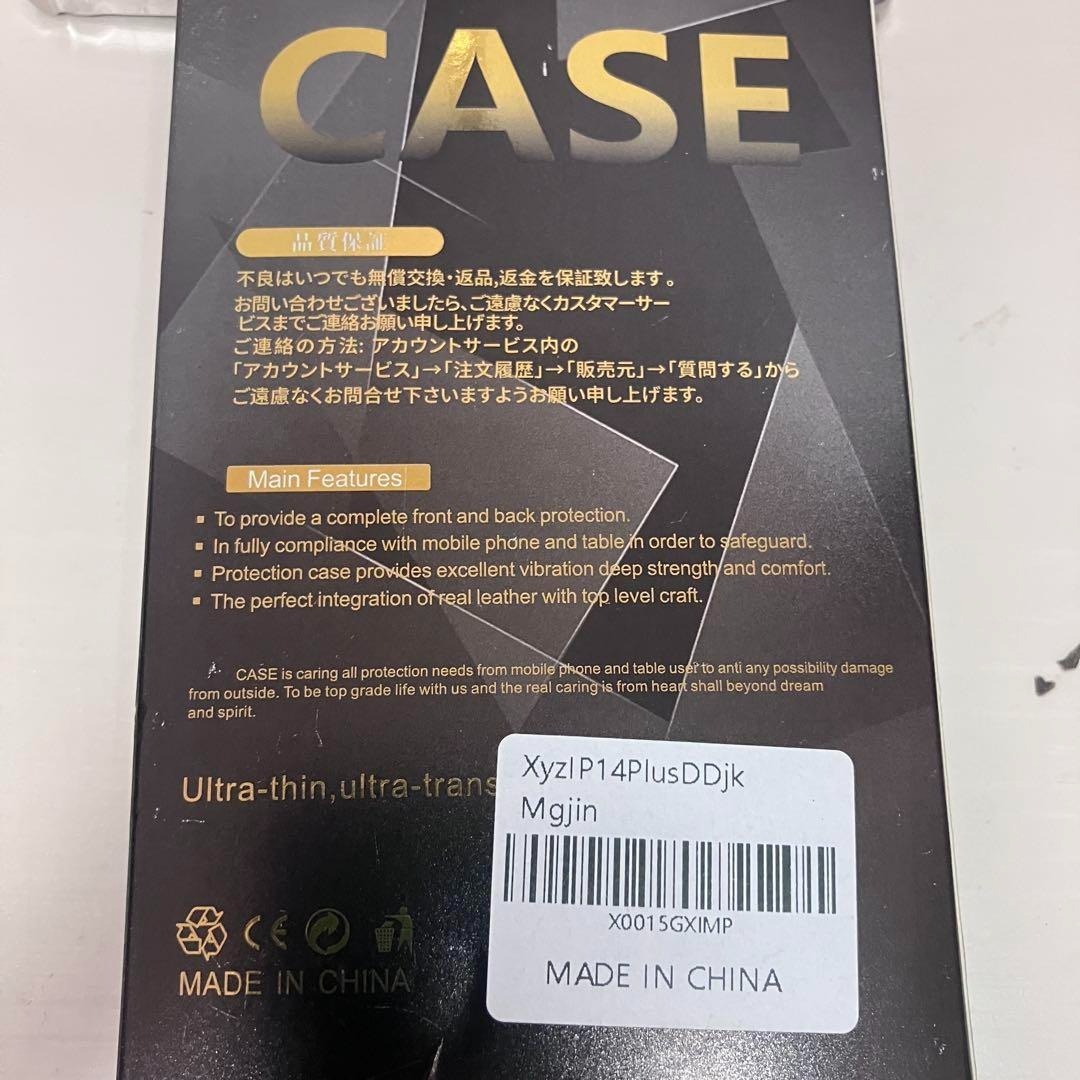 CASE
品質保証
不良はいつでも無償交換・返品,返金を保証致します。
お問い合わせございましたら、ご遠慮なくカスタマーサー
ビスまでご連絡お願い申し上げます。
ご連絡の方法: アカウントサービス内の
「アカウントサービス」→「注文履歴」→「販売元」→「質問する」から
ご遠慮なくお問合せ下さいますようお願い申し上げます。
Main Features
▪ To provide a complete front and back protection.
▪ In fully compliance with mobile phone and table in order to safeguard.
▪ Protection case provides excellent vibration deep strength and comfort.
▪ The perfect integration of real leather with top level craft.
CASE is caring all protection needs from mobile phone and table user to anti any possibility damage
from outside. To be top grade life with us and the real caring is from heart shall beyond dream
and spirit.
Ultra-thin,ultra-trans
XyzIP14PlusDDjk
Mgjin
X0015GXIMP
MADE IN CHINA
CE
MADE IN CHINA